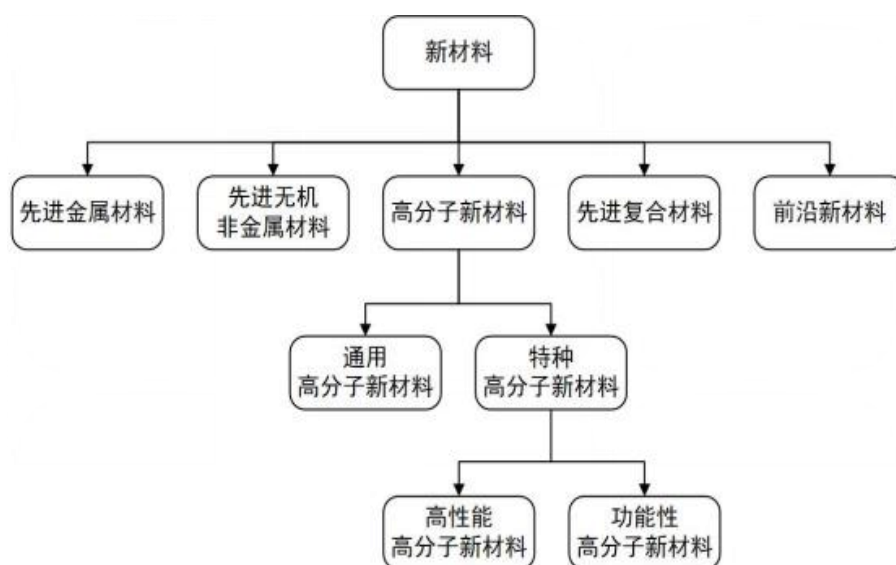 新材料
先进金属材料
先进无机
非金属材料
高分子新材料
先进复合材料
前沿新材料
通用
高分子新材料
特种
高分子新材料
高性能
高分子新材料
功能性
高分子新材料